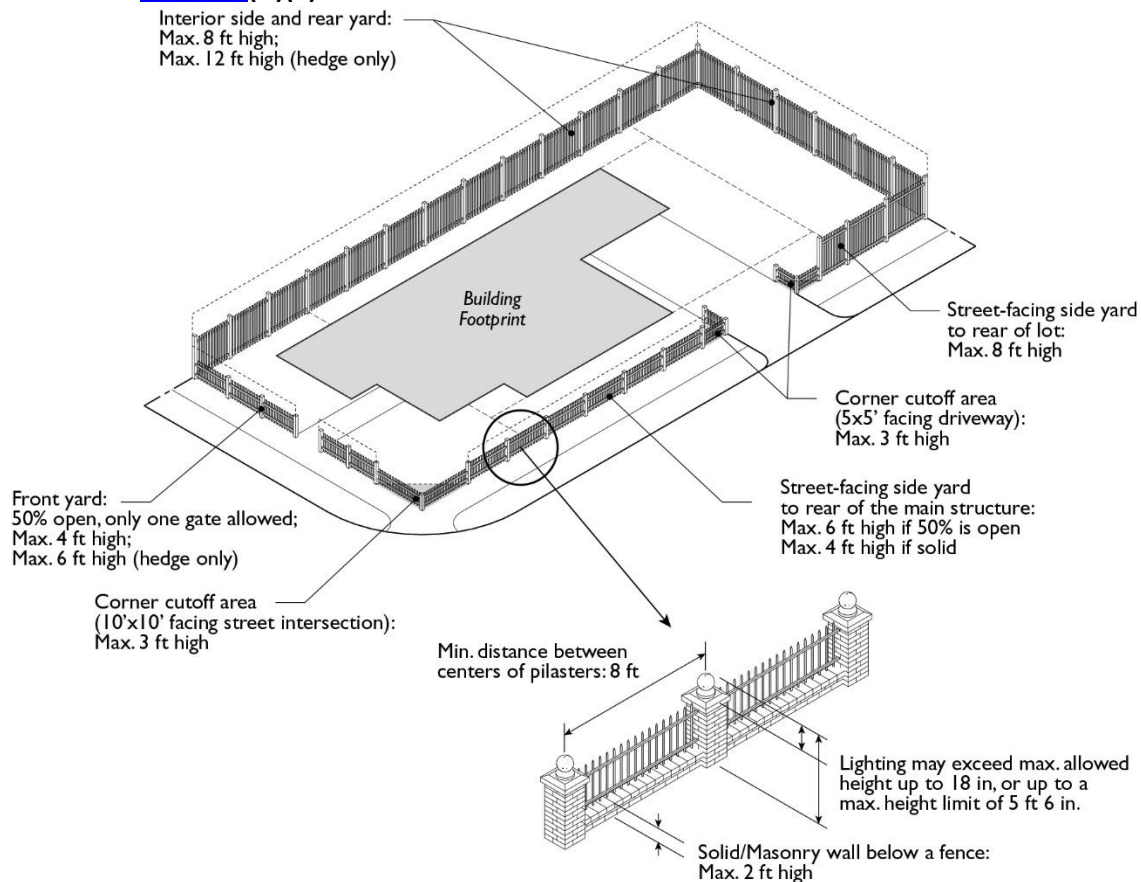 Interior side and rear yard:
Max. 8 ft high;
Max. 12 ft high (hedge only)
Building
Footprint
Street-facing side yard
to rear of lot:
Max. 8 ft high
Corner cutoff area
(5x5' facing driveway):
Max. 3 ft high
Front yard:
50% open, only one gate allowed;
Max. 4 ft high;
Max. 6 ft high (hedge only)
Street-facing side yard
to rear of the main structure:
Max. 6 ft high if 50% is open
Max. 4 ft high if solid
Corner cutoff area
(10'x10' facing street intersection):
Max. 3 ft high
Min. distance between
centers of pilasters: 8 ft
Lighting may exceed max. allowed
height up to 18 in, or up to a
max. height limit of 5 ft 6 in.
Solid/Masonry wall below a fence:
Max. 2 ft high